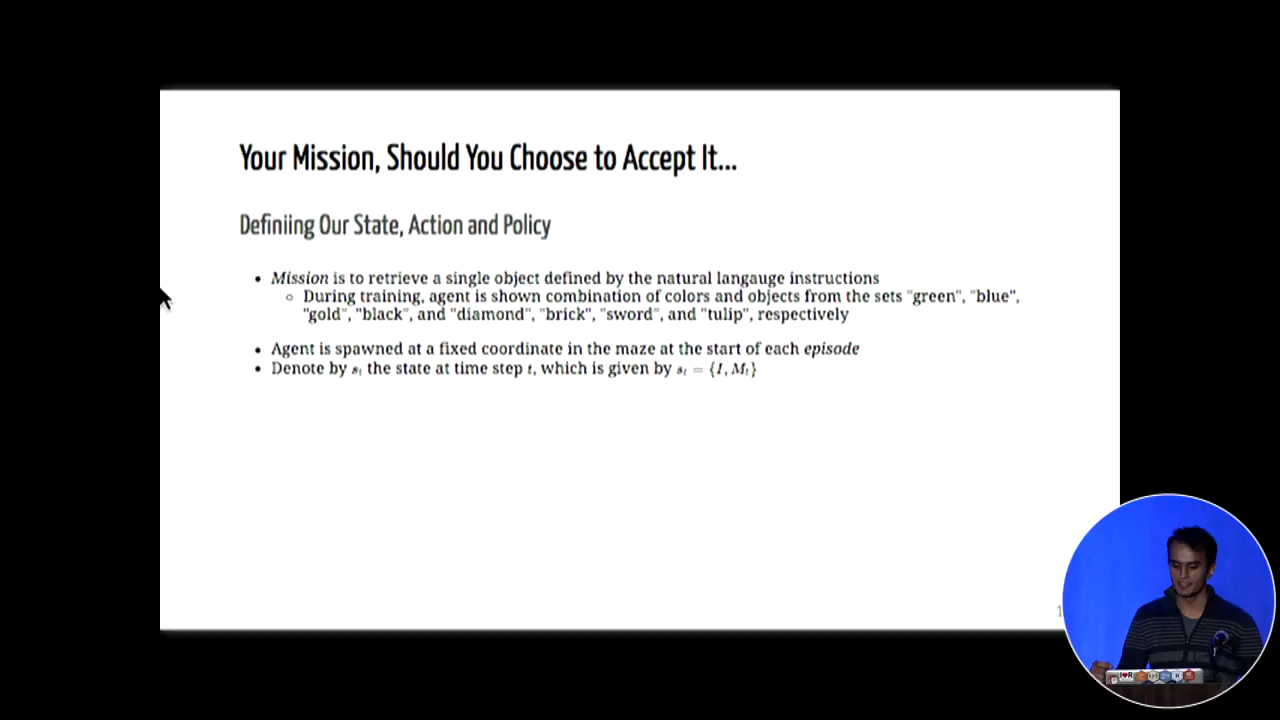 Your Mission, Should You Choose to Accept It...
Definiing Our State, Action and Policy
• Mission is to retrieve a single object defined by the natural langauge instructions
◦ During training, agent is shown combination of colors and objects from the sets "green", "blue",
"gold", "black", and "diamond", "brick", "sword", and "tulip", respectively
• Agent is spawned at a fixed coordinate in the maze at the start of each episode
• Denote by sₜ the state at time step t, which is given by sₜ = {I, Mₜ}